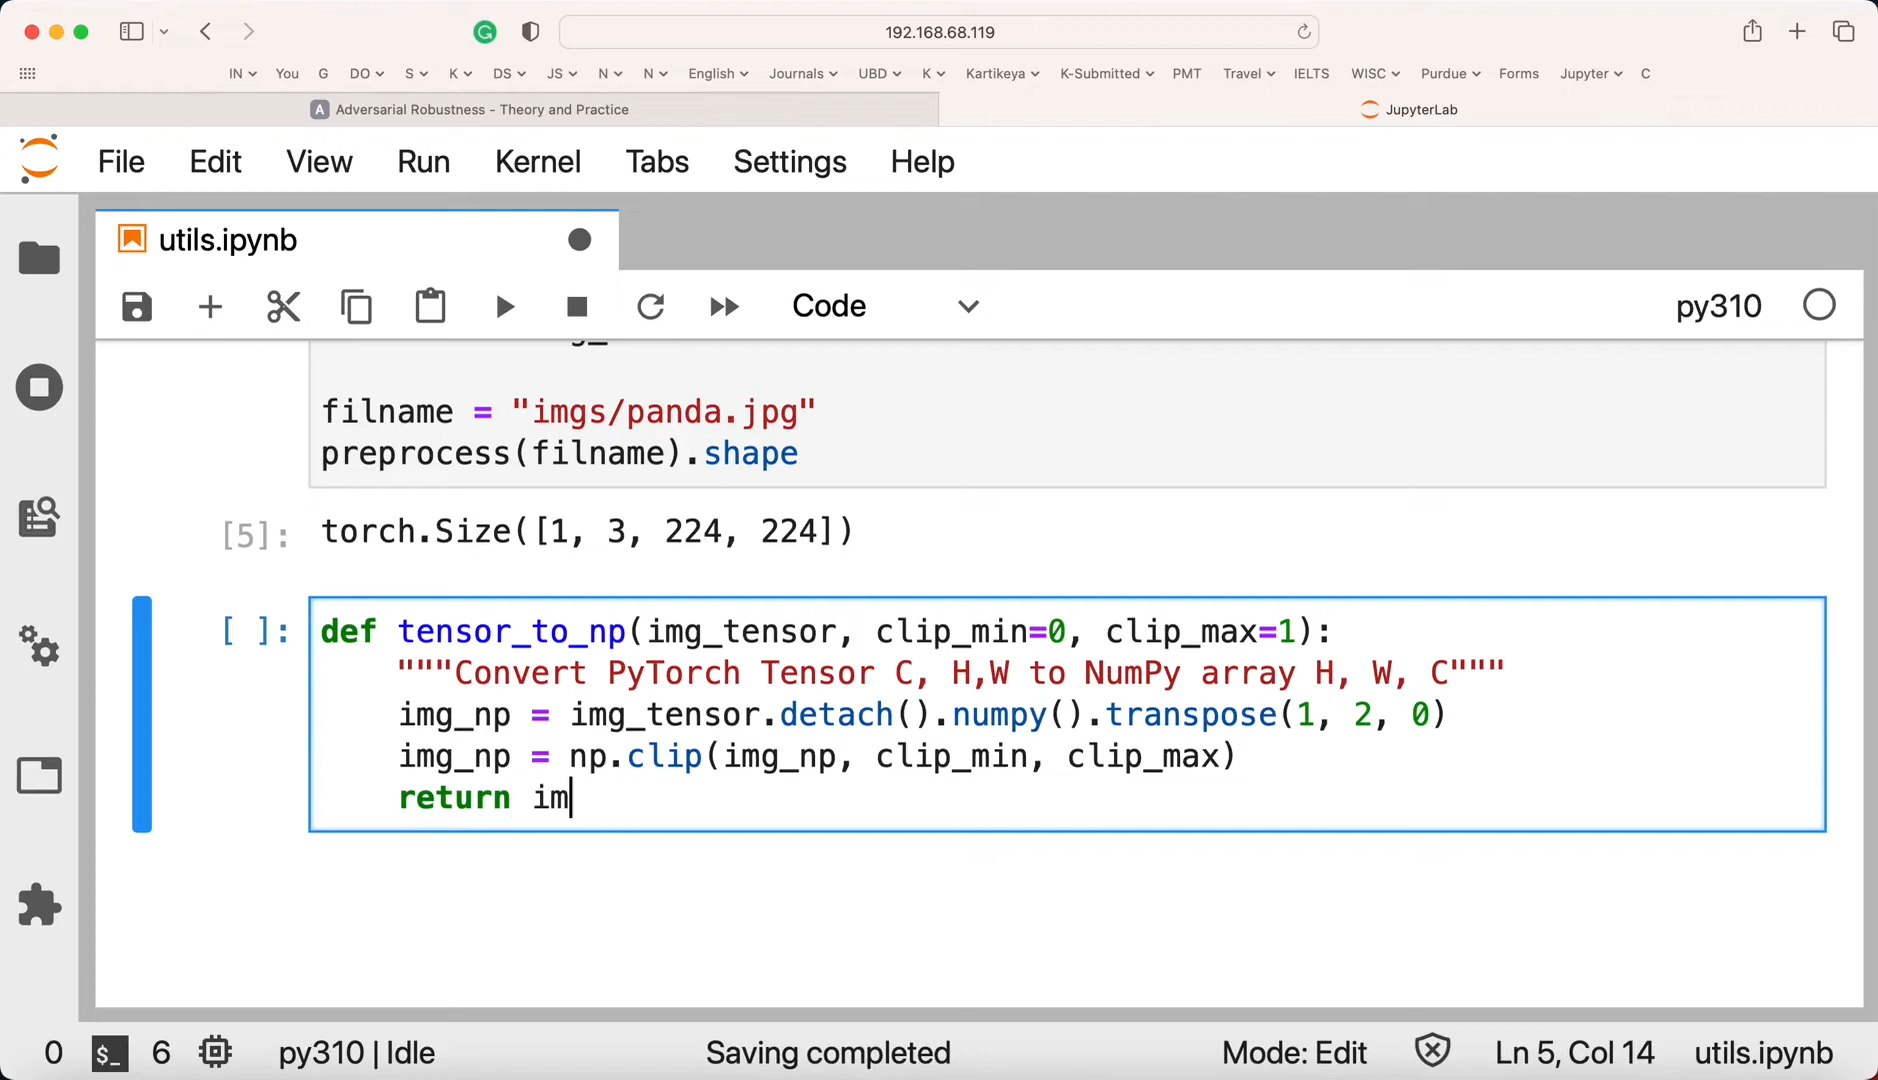 192.168.68.119
IN You G DO S K DS JS N N English Journals UBD K Kartikeya K-Submitted PMT Travel IELTS WISC Purdue Forms Jupyter C
A Adversarial Robustness - Theory and Practice
JupyterLab
File Edit View Run Kernel Tabs Settings Help
utils.ipynb
Code
py310
filname = "imgs/panda.jpg"
preprocess(filname).shape
[5]: torch.Size([1, 3, 224, 224])
[ ]: def tensor_to_np(img_tensor, clip_min=0, clip_max=1):
"""Convert PyTorch Tensor C, H,W to NumPy array H, W, C"""
img_np = img_tensor.detach().numpy().transpose(1, 2, 0)
img_np = np.clip(img_np, clip_min, clip_max)
return im
0 $_ 6 py310 | Idle Saving completed Mode: Edit Ln 5, Col 14 utils.ipynb